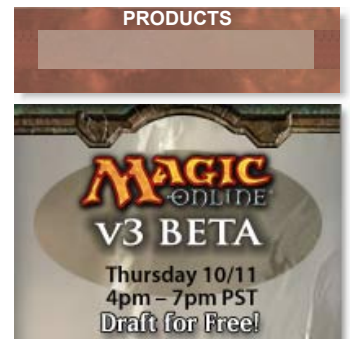 PRODUCTS
MAGIC
ONLINE
V3 BETA
Thursday 10/11
4pm – 7pm PST
Draft for Free!